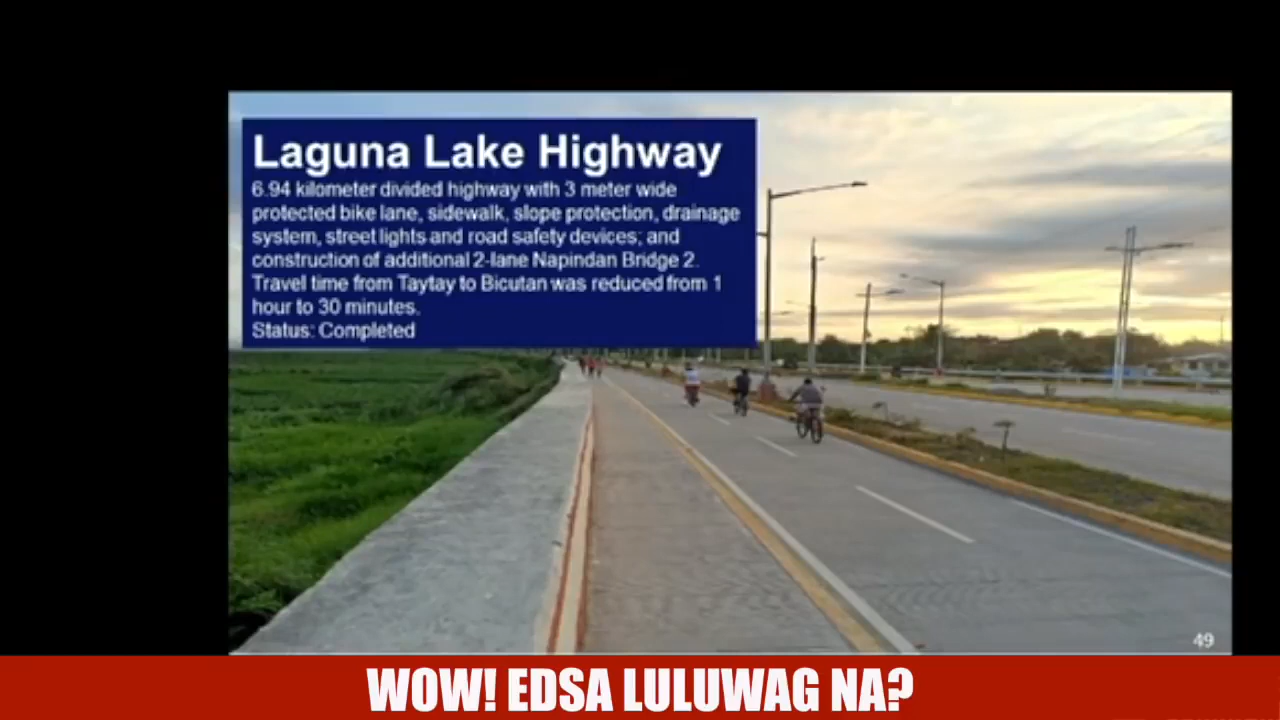 Laguna Lake Highway
6.94 kilometer divided highway with 3 meter wide
protected bike lane, sidewalk, slope protection, drainage
system, street lights and road safety devices; and
construction of additional 2-lane Napindan Bridge 2.
Travel time from Taytay to Bicutan was reduced from 1
hour to 30 minutes.
Status: Completed
49
WOW! EDSA LULUWAG NA?